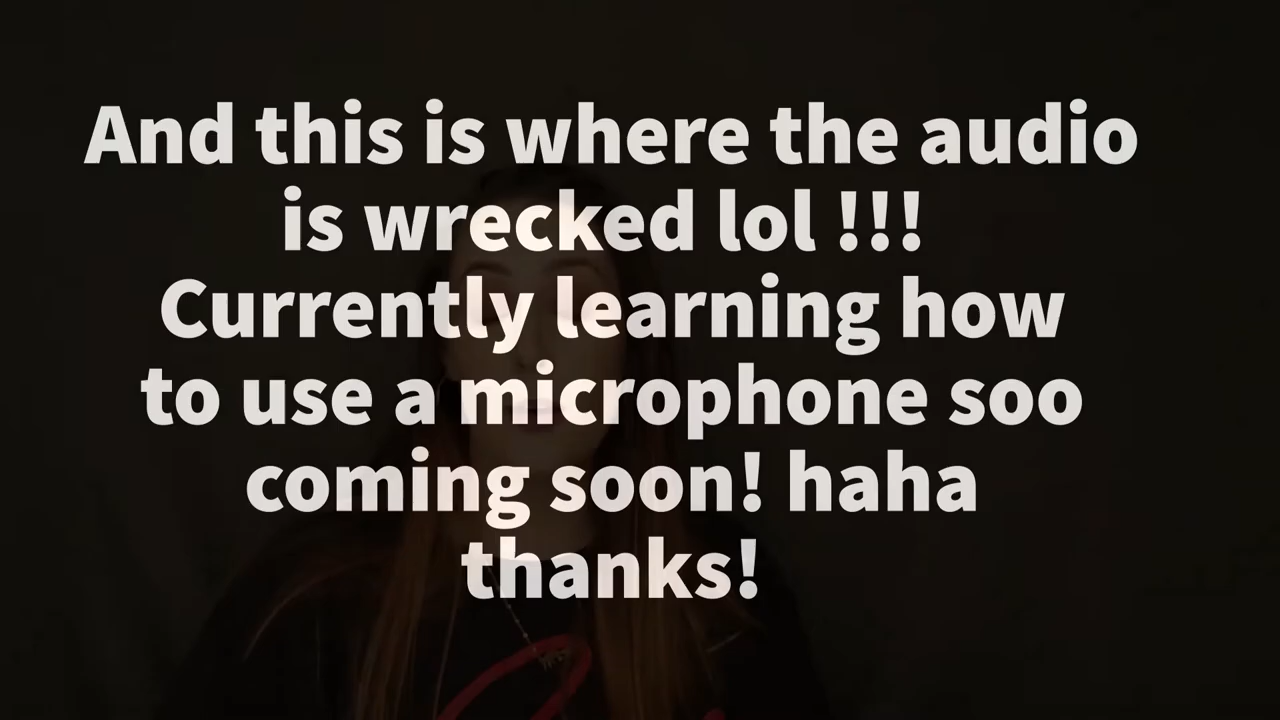 And this is where the audio
is wrecked lol !!!
Currently learning how
to use a microphone soo
coming soon! haha
thanks!